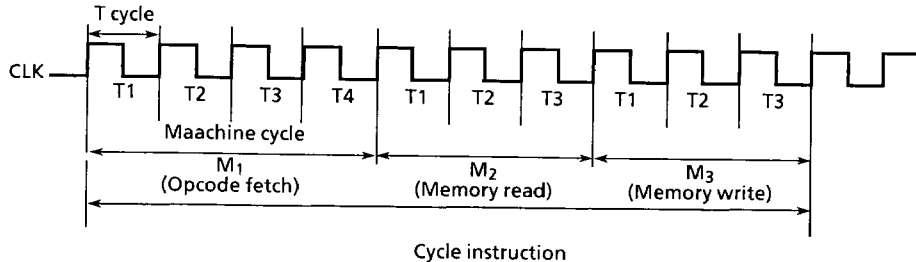 T cycle
CLK
T1 T2 T3 T4 T1 T2 T3 T1 T2 T3
Maachine cycle
M1 M2 M3
(Opcode fetch) (Memory read) (Memory write)
Cycle instruction